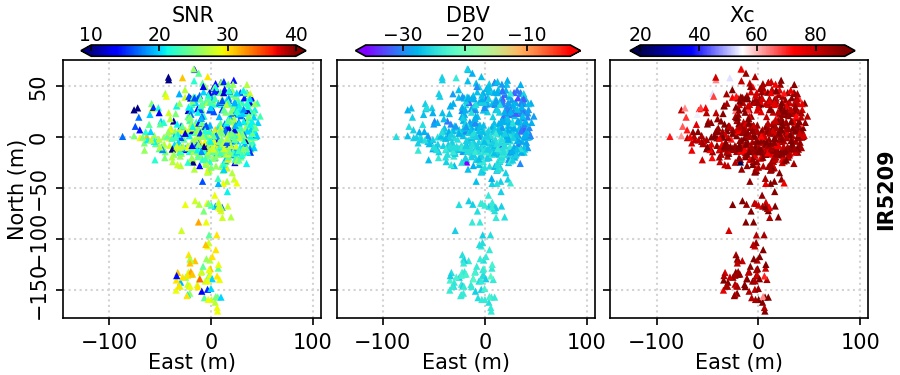 SNR DBV Xc
10 20 30 40 −30 −20 −10 20 40 60 80
North (m)
50
0
−50
−100
−150
−100 0 100 −100 0 100 −100 0 100
East (m) East (m) East (m)
IR5209